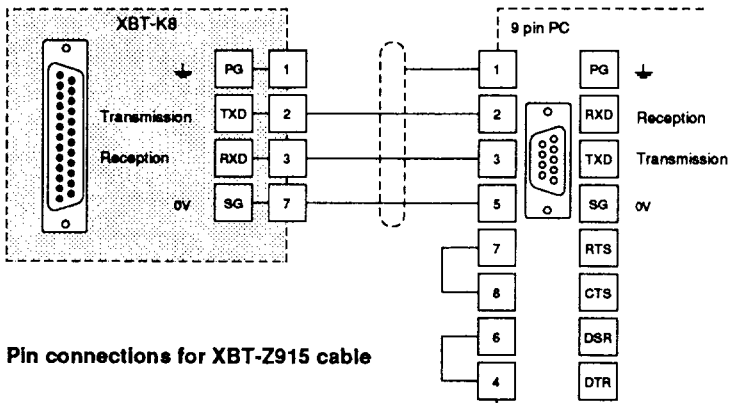 XBT-K8
9 pin PC
PG 1 1 PG
Transmission TXD 2 2 RXD Reception
Reception RXD 3 3 TXD Transmission
0V SG 7 5 SG 0V
7 RTS
8 CTS
6 DSR
4 DTR
Pin connections for XBT-Z915 cable